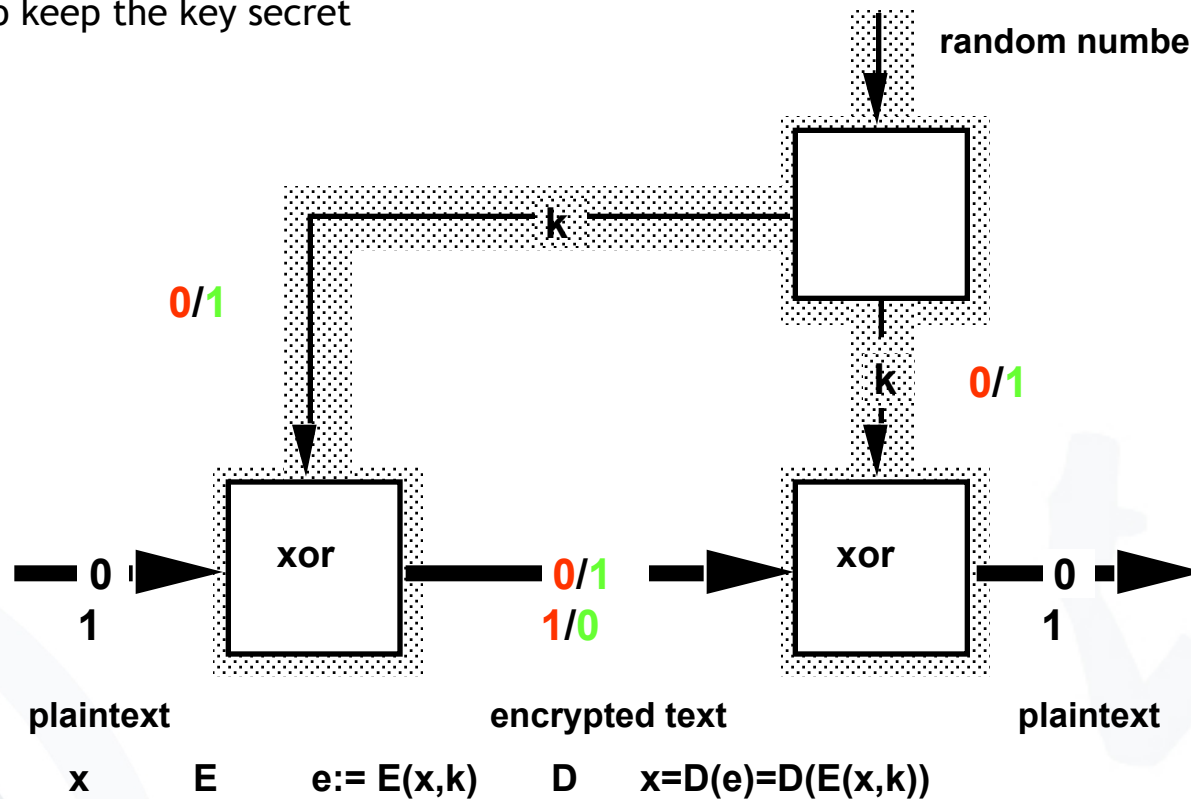 keep the key secret
random numbe
k
0/1
k
0/1
xor
xor
0
0/1
0
1
1/0
1
plaintext
encrypted text
plaintext
x E e:= E(x,k) D x=D(e)=D(E(x,k))